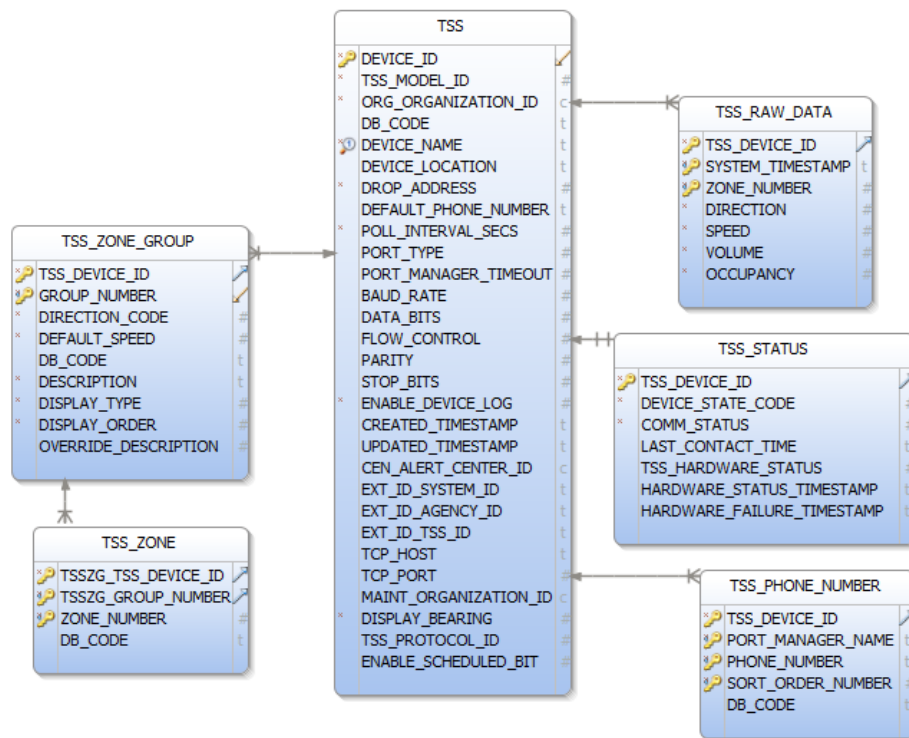 TSS
DEVICE_ID
TSS_MODEL_ID #
ORG_ORGANIZATION_ID c
DB_CODE t
DEVICE_NAME t
DEVICE_LOCATION t
DROP_ADDRESS #
DEFAULT_PHONE_NUMBER t
POLL_INTERVAL_SECS #
PORT_TYPE #
PORT_MANAGER_TIMEOUT #
BAUD_RATE #
DATA_BITS #
FLOW_CONTROL #
PARITY #
STOP_BITS #
ENABLE_DEVICE_LOG #
CREATED_TIMESTAMP t
UPDATED_TIMESTAMP t
CEN_ALERT_CENTER_ID c
EXT_ID_SYSTEM_ID t
EXT_ID_AGENCY_ID t
EXT_ID_TSS_ID t
TCP_HOST t
TCP_PORT #
MAINT_ORGANIZATION_ID c
DISPLAY_BEARING #
TSS_PROTOCOL_ID #
ENABLE_SCHEDULED_BIT #
TSS_ZONE_GROUP
TSS_DEVICE_ID
GROUP_NUMBER
DIRECTION_CODE #
DEFAULT_SPEED #
DB_CODE t
DESCRIPTION t
DISPLAY_TYPE #
DISPLAY_ORDER #
OVERRIDE_DESCRIPTION #
TSS_ZONE
TSSZG_TSS_DEVICE_ID
TSSZG_GROUP_NUMBER
ZONE_NUMBER #
DB_CODE t
TSS_RAW_DATA
TSS_DEVICE_ID
SYSTEM_TIMESTAMP t
ZONE_NUMBER #
DIRECTION #
SPEED #
VOLUME #
OCCUPANCY #
TSS_STATUS
TSS_DEVICE_ID
DEVICE_STATE_CODE #
COMM_STATUS #
LAST_CONTACT_TIME t
TSS_HARDWARE_STATUS #
HARDWARE_STATUS_TIMESTAMP t
HARDWARE_FAILURE_TIMESTAMP t
TSS_PHONE_NUMBER
TSS_DEVICE_ID
PORT_MANAGER_NAME t
PHONE_NUMBER t
SORT_ORDER_NUMBER #
DB_CODE t